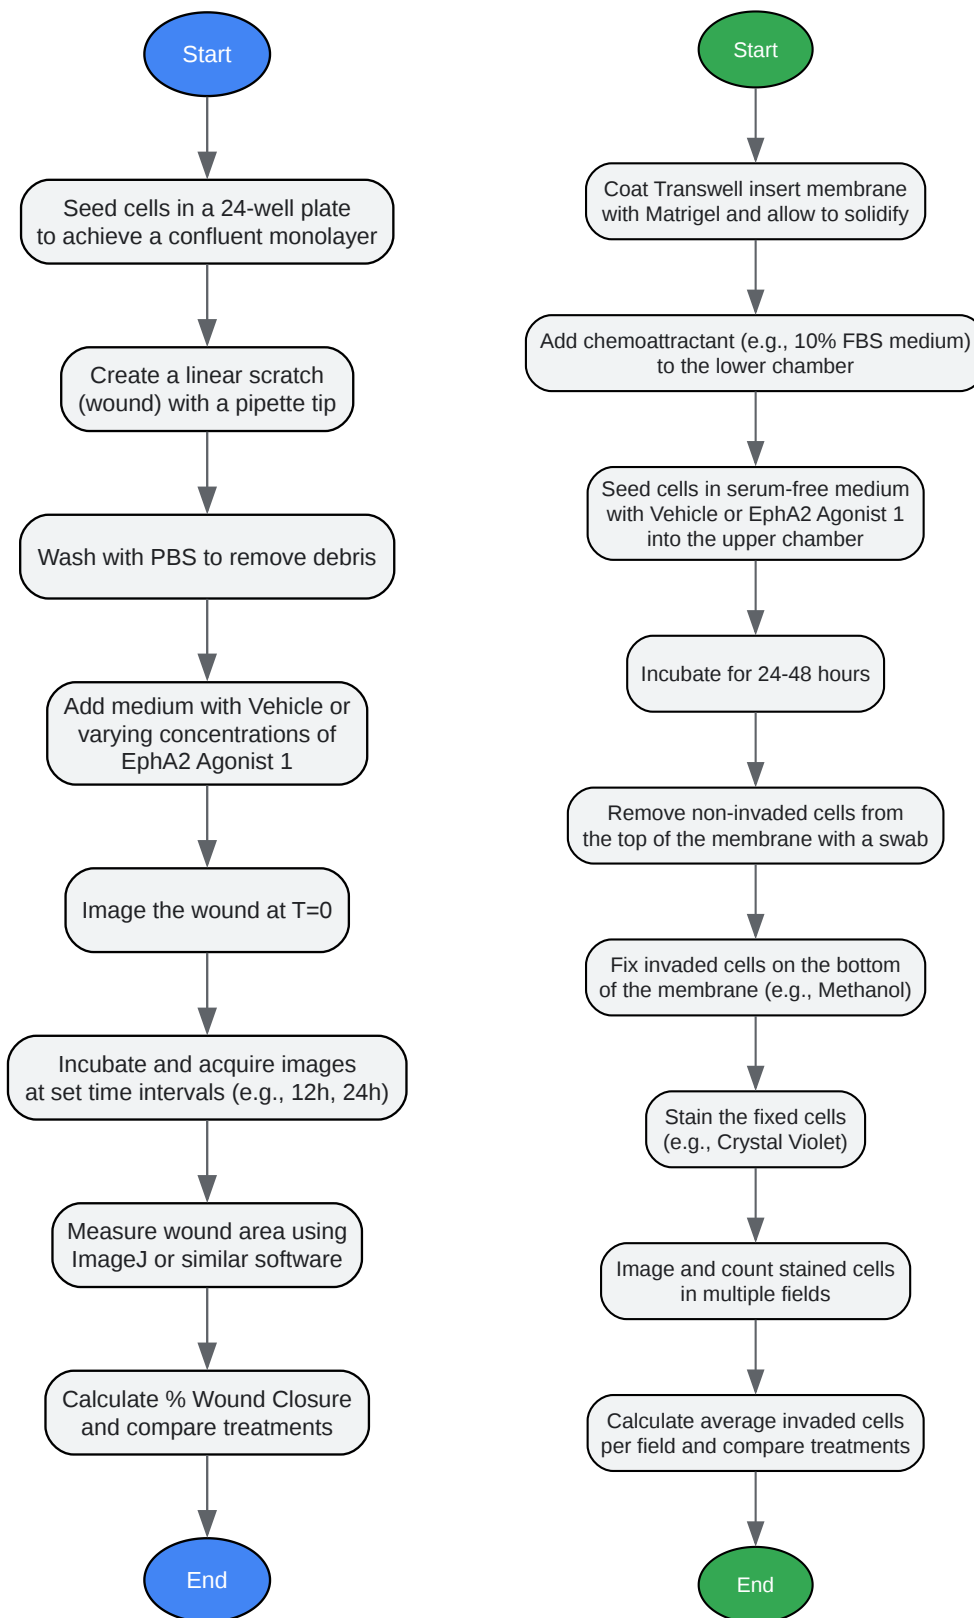 Start
Seed cells in a 24-well plate
to achieve a confluent monolayer
Create a linear scratch
(wound) with a pipette tip
Wash with PBS to remove debris
Add medium with Vehicle or
varying concentrations of
EphA2 Agonist 1
Image the wound at T=0
Incubate and acquire images
at set time intervals (e.g., 12h, 24h)
Measure wound area using
ImageJ or similar software
Calculate % Wound Closure
and compare treatments
End
Start
Coat Transwell insert membrane
with Matrigel and allow to solidify
Add chemoattractant (e.g., 10% FBS medium)
to the lower chamber
Seed cells in serum-free medium
with Vehicle or EphA2 Agonist 1
into the upper chamber
Incubate for 24-48 hours
Remove non-invaded cells from
the top of the membrane with a swab
Fix invaded cells on the bottom
of the membrane (e.g., Methanol)
Stain the fixed cells
(e.g., Crystal Violet)
Image and count stained cells
in multiple fields
Calculate average invaded cells
per field and compare treatments
End